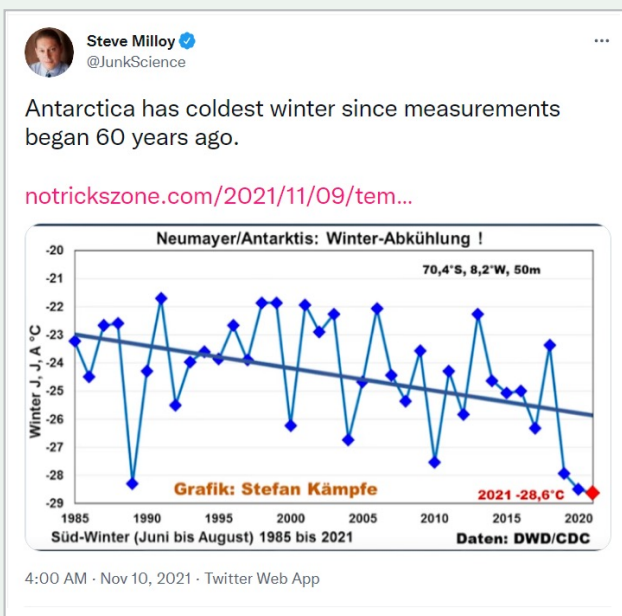 Steve Milloy
@JunkScience
Antarctica has coldest winter since measurements
began 60 years ago.
notrickszone.com/2021/11/09/tem...
Neumayer/Antarktis: Winter-Abkühlung !
70,4°S, 8,2°W, 50m
-20
-21
-22
-23
-24
-25
-26
-27
-28
-29
Winter J, J, A °C
Grafik: Stefan Kämpfe
2021 -28,6°C
1985 1990 1995 2000 2005 2010 2015 2020
Süd-Winter (Juni bis August) 1985 bis 2021
Daten: DWD/CDC
4:00 AM · Nov 10, 2021 · Twitter Web App